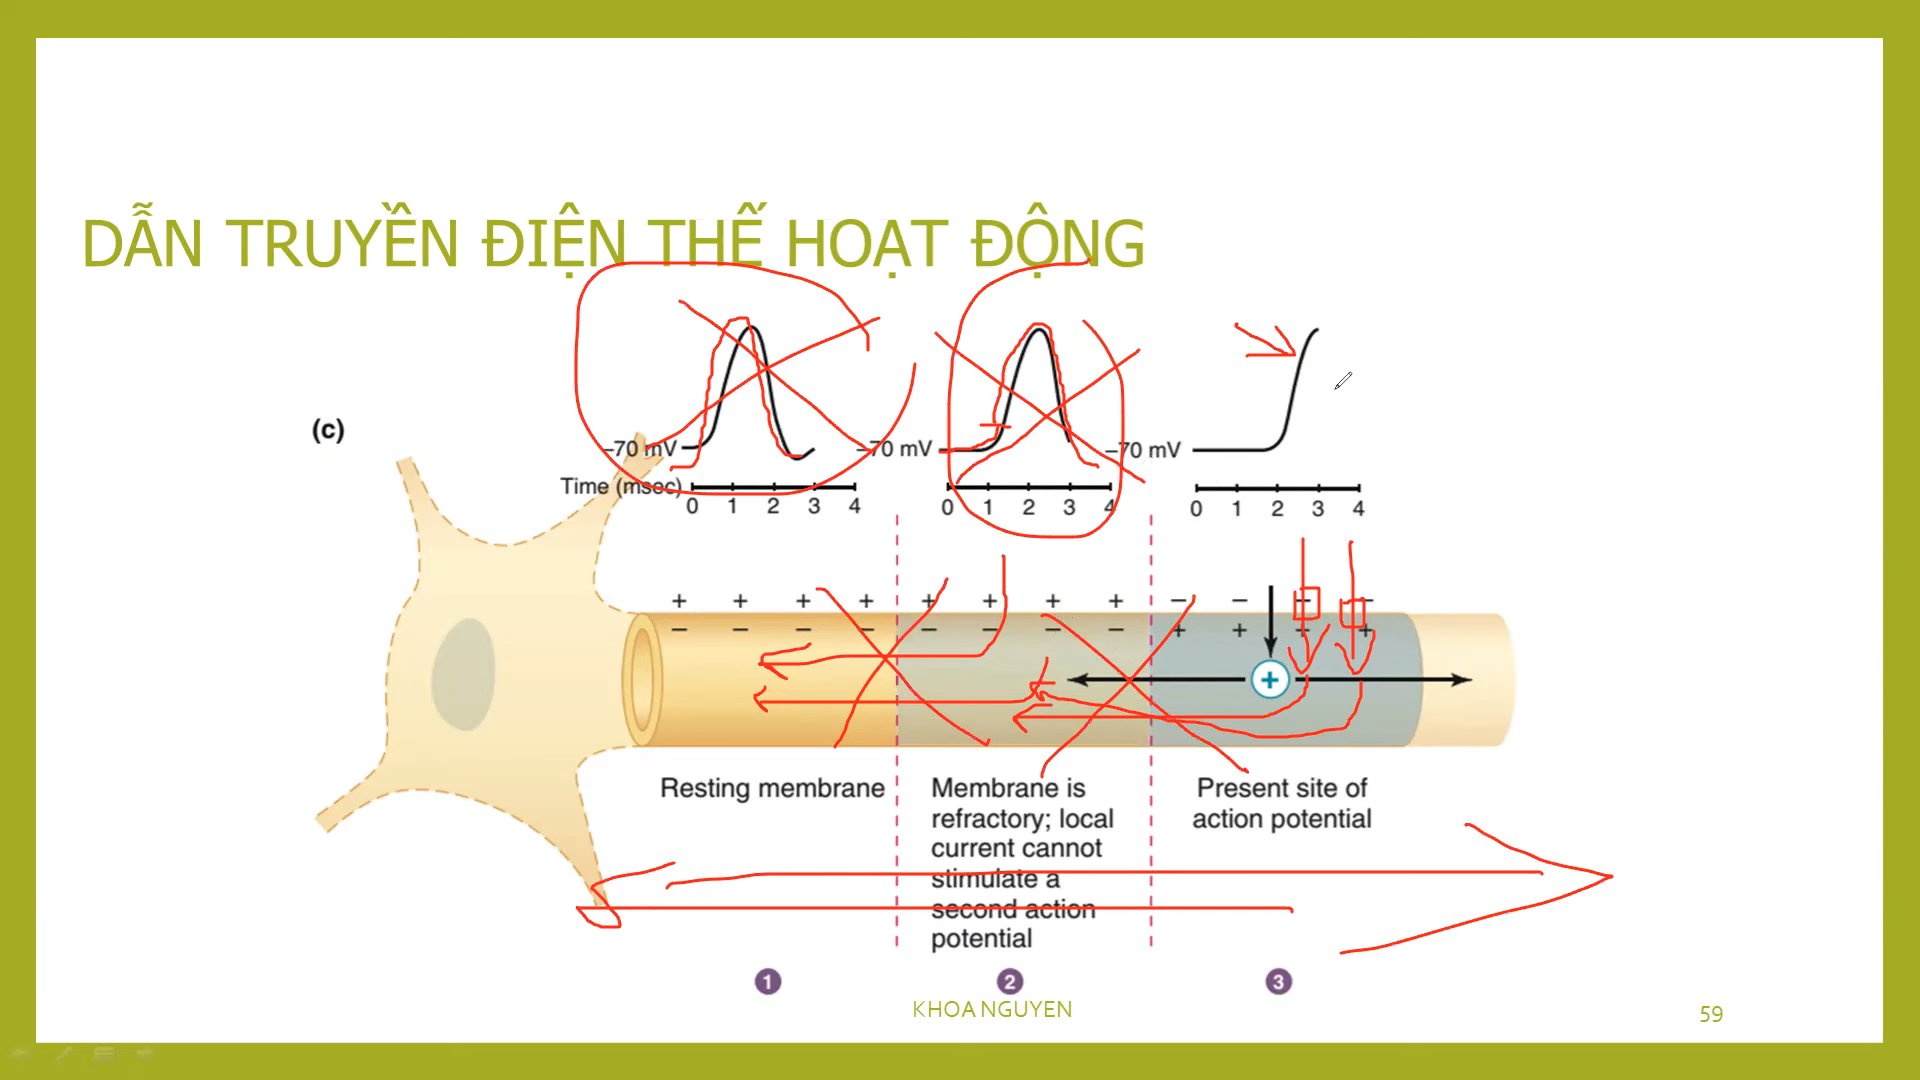 DẪN TRUYỀN ĐIỆN THẾ HOẠT ĐỘNG
(c)
–70 mV
–70 mV
–70 mV
Time (msec)
0 1 2 3 4
0 1 2 3 4
0 1 2 3 4
+ + + + + + + + – – – –
– – – – – – – – + + + +
+
Resting membrane
Membrane is
refractory; local
current cannot
stimulate a
second action
potential
Present site of
action potential
1
2
3
KHOA NGUYEN
59